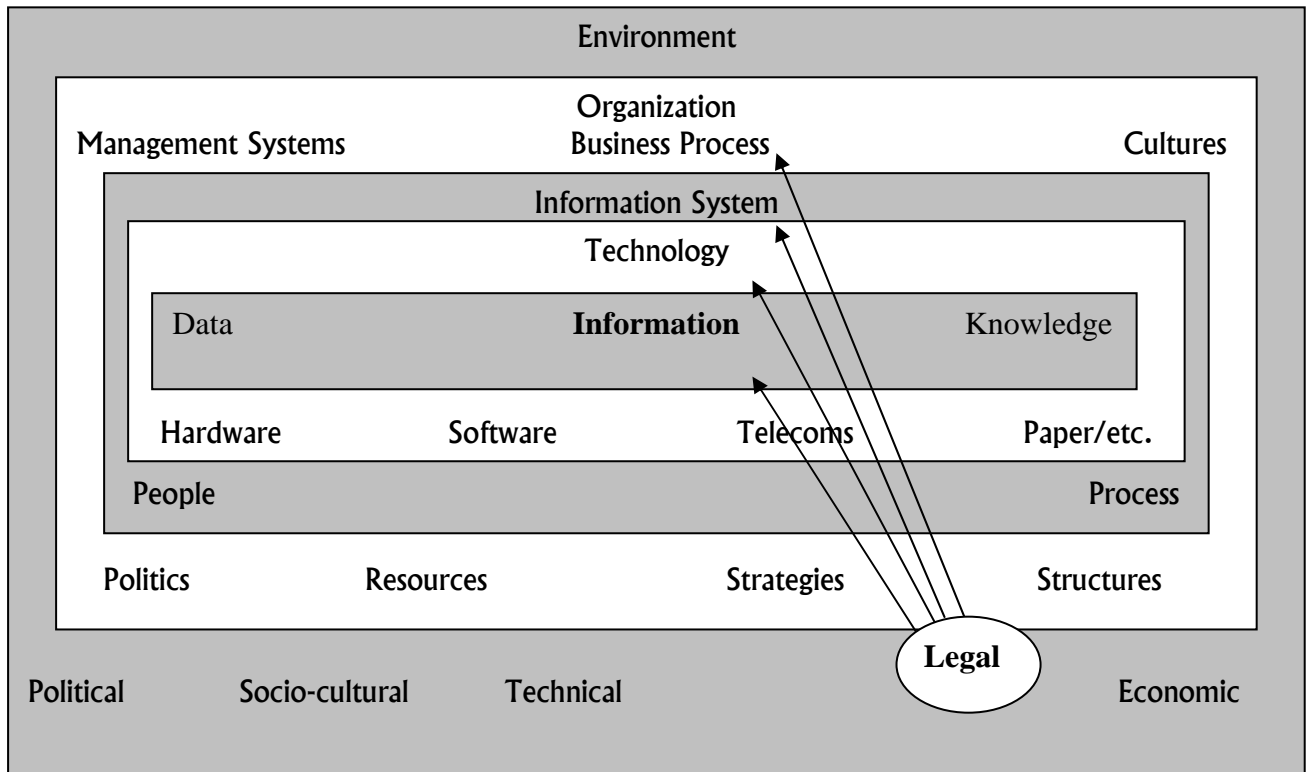 Environment
Organization
Management Systems Business Process Cultures
Information System
Technology
Data Information Knowledge
Hardware Software Telecoms Paper/etc.
People Process
Politics Resources Strategies Structures
Legal
Political Socio-cultural Technical Economic